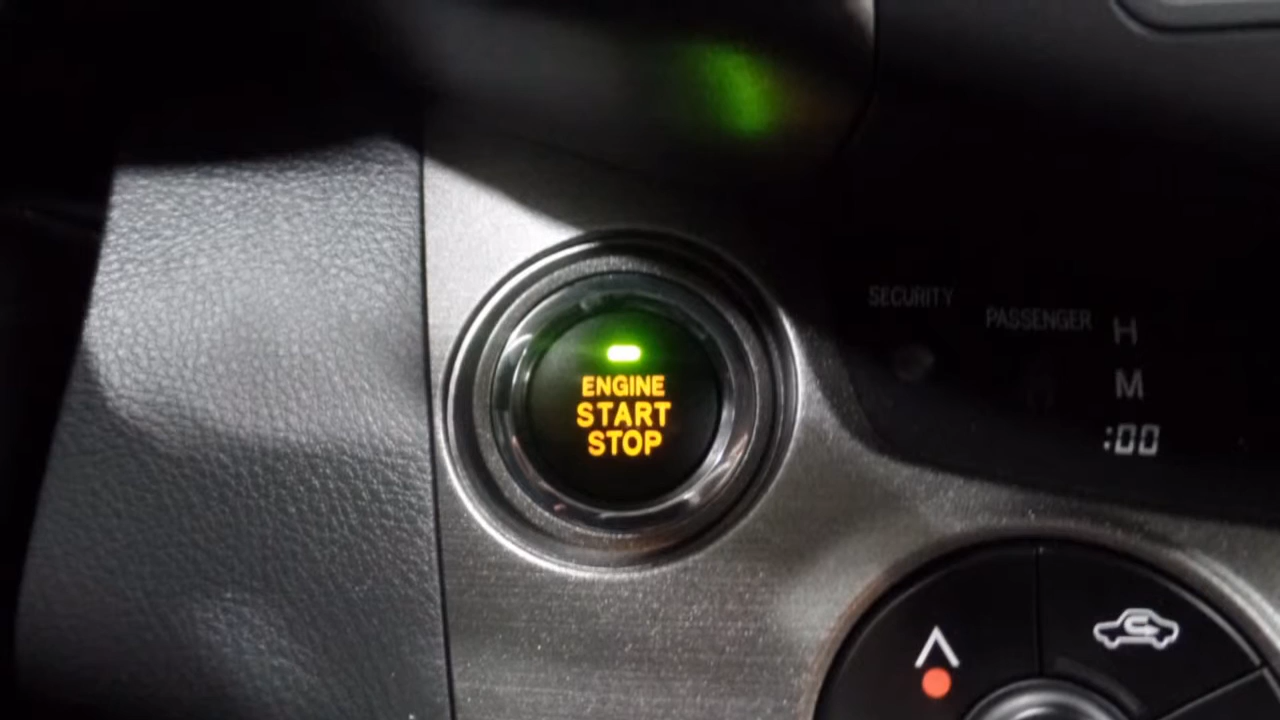 ENGINE
START
STOP
SECURITY
PASSENGER
H
M
:00